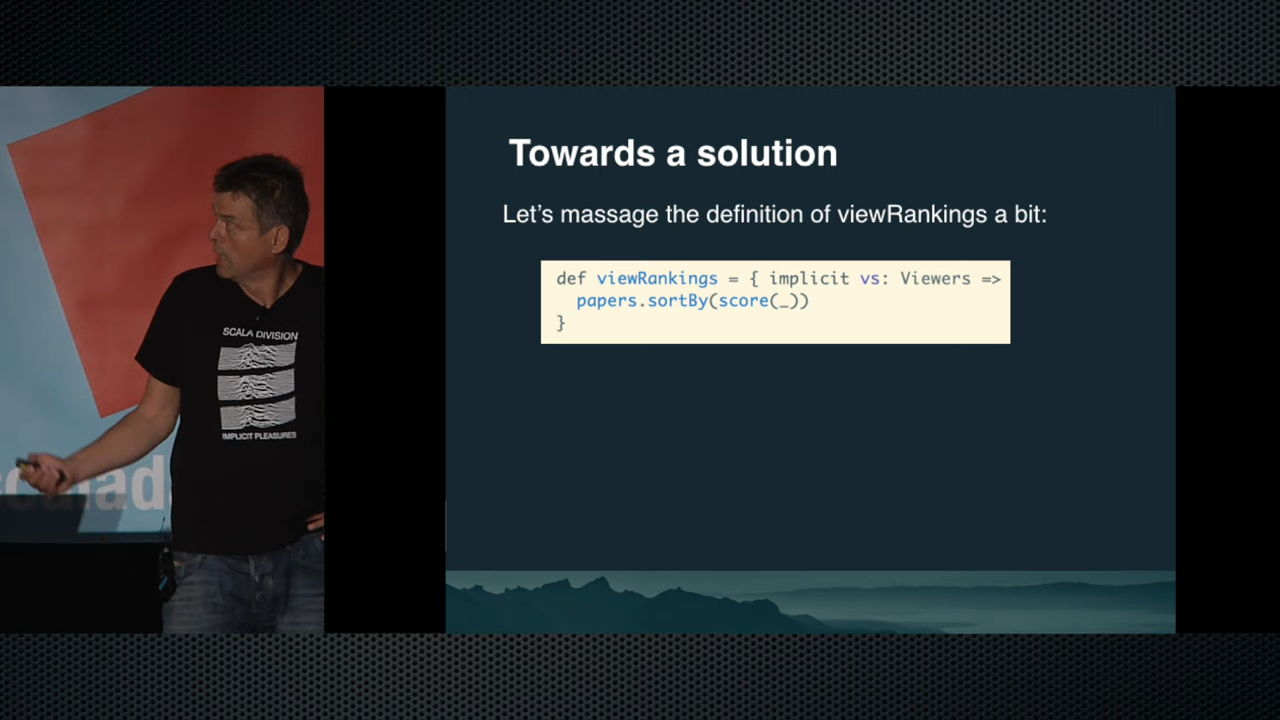 Towards a solution
Let's massage the definition of viewRankings a bit:
def viewRankings = { implicit vs: Viewers =>
papers.sortBy(score(_))
}
SCALA DIVISION
IMPLICIT PLEASURES
scalad